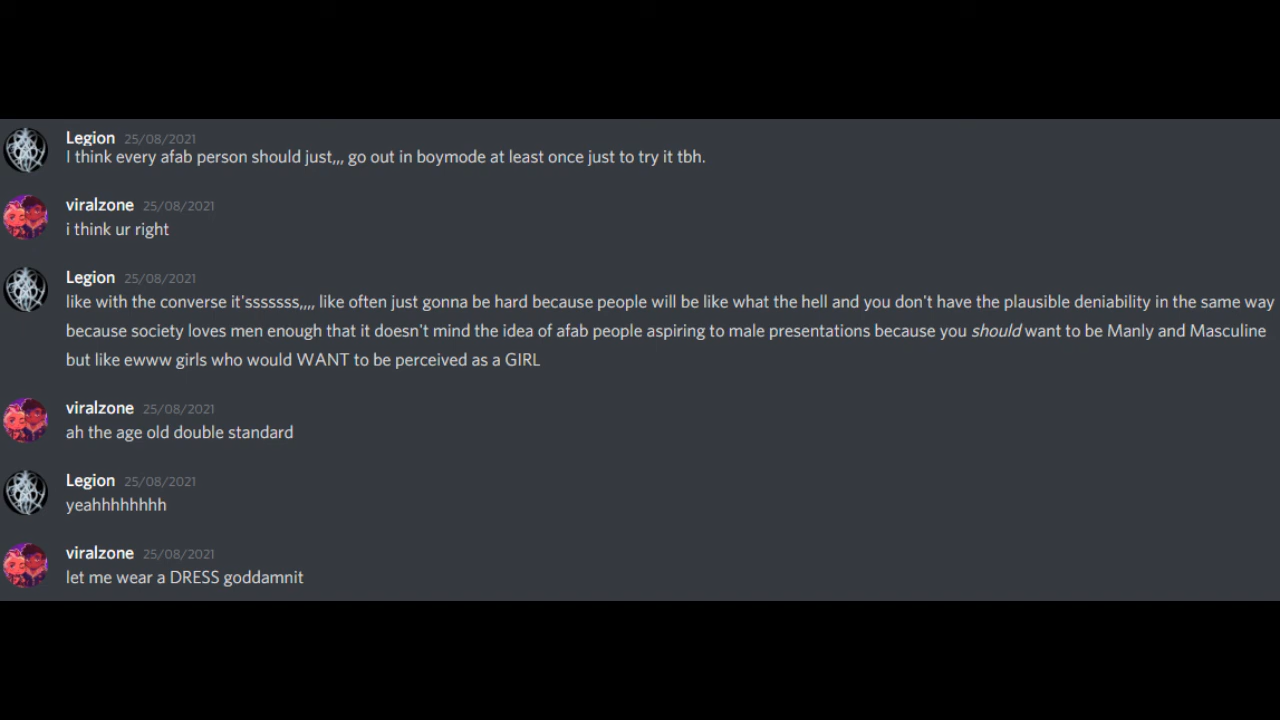 Legion 25/08/2021
I think every afab person should just,,, go out in boymode at least once just to try it tbh.
viralzone 25/08/2021
i think ur right
Legion 25/08/2021
like with the converse it'sssssss,,,, like often just gonna be hard because people will be like what the hell and you don't have the plausible deniability in the same way
because society loves men enough that it doesn't mind the idea of afab people aspiring to male presentations because you should want to be Manly and Masculine
but like ewww girls who would WANT to be perceived as a GIRL
viralzone 25/08/2021
ah the age old double standard
Legion 25/08/2021
yeahhhhhhhh
viralzone 25/08/2021
let me wear a DRESS goddamnit